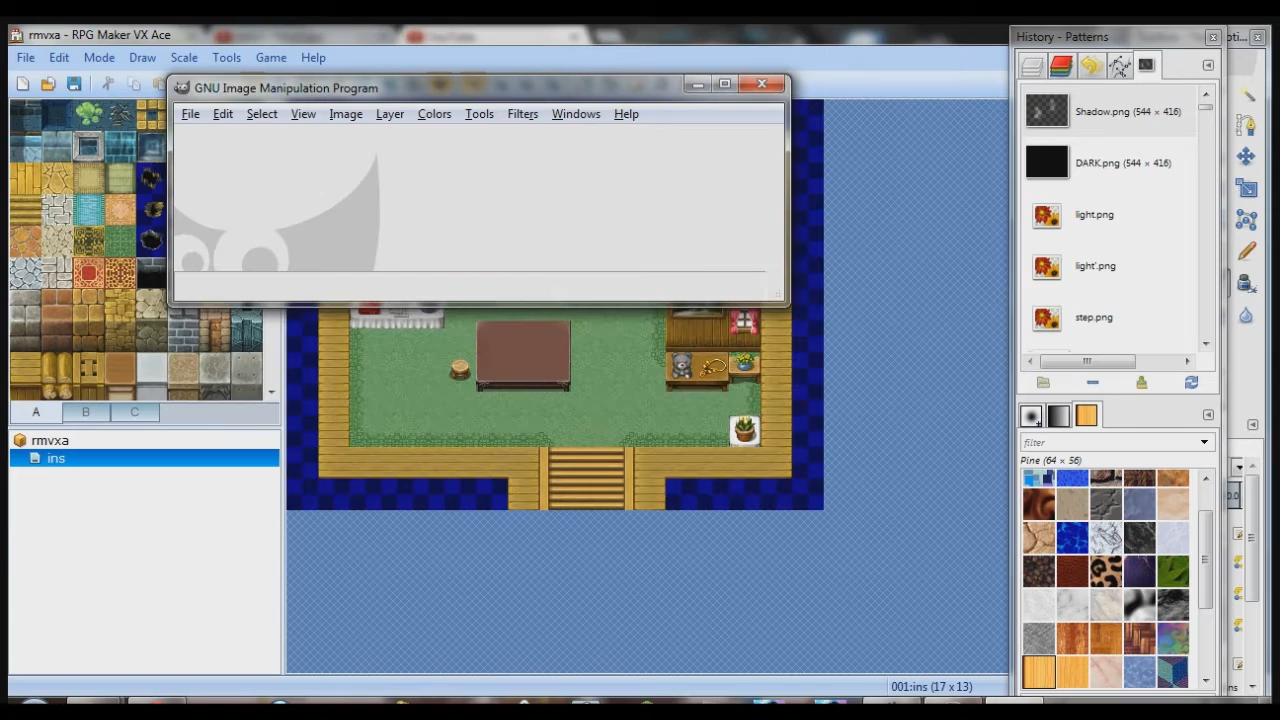 rmvxa - RPG Maker VX Ace
File Edit Mode Draw Scale Tools Game Help
GNU Image Manipulation Program
File Edit Select View Image Layer Colors Tools Filters Windows Help
A B C
rmvxa
ins
001:ins (17 x 13)
History - Patterns
Shadow.png (544 × 416)
DARK.png (544 × 416)
light.png
light'.png
step.png
filter
Pine (64 × 56)